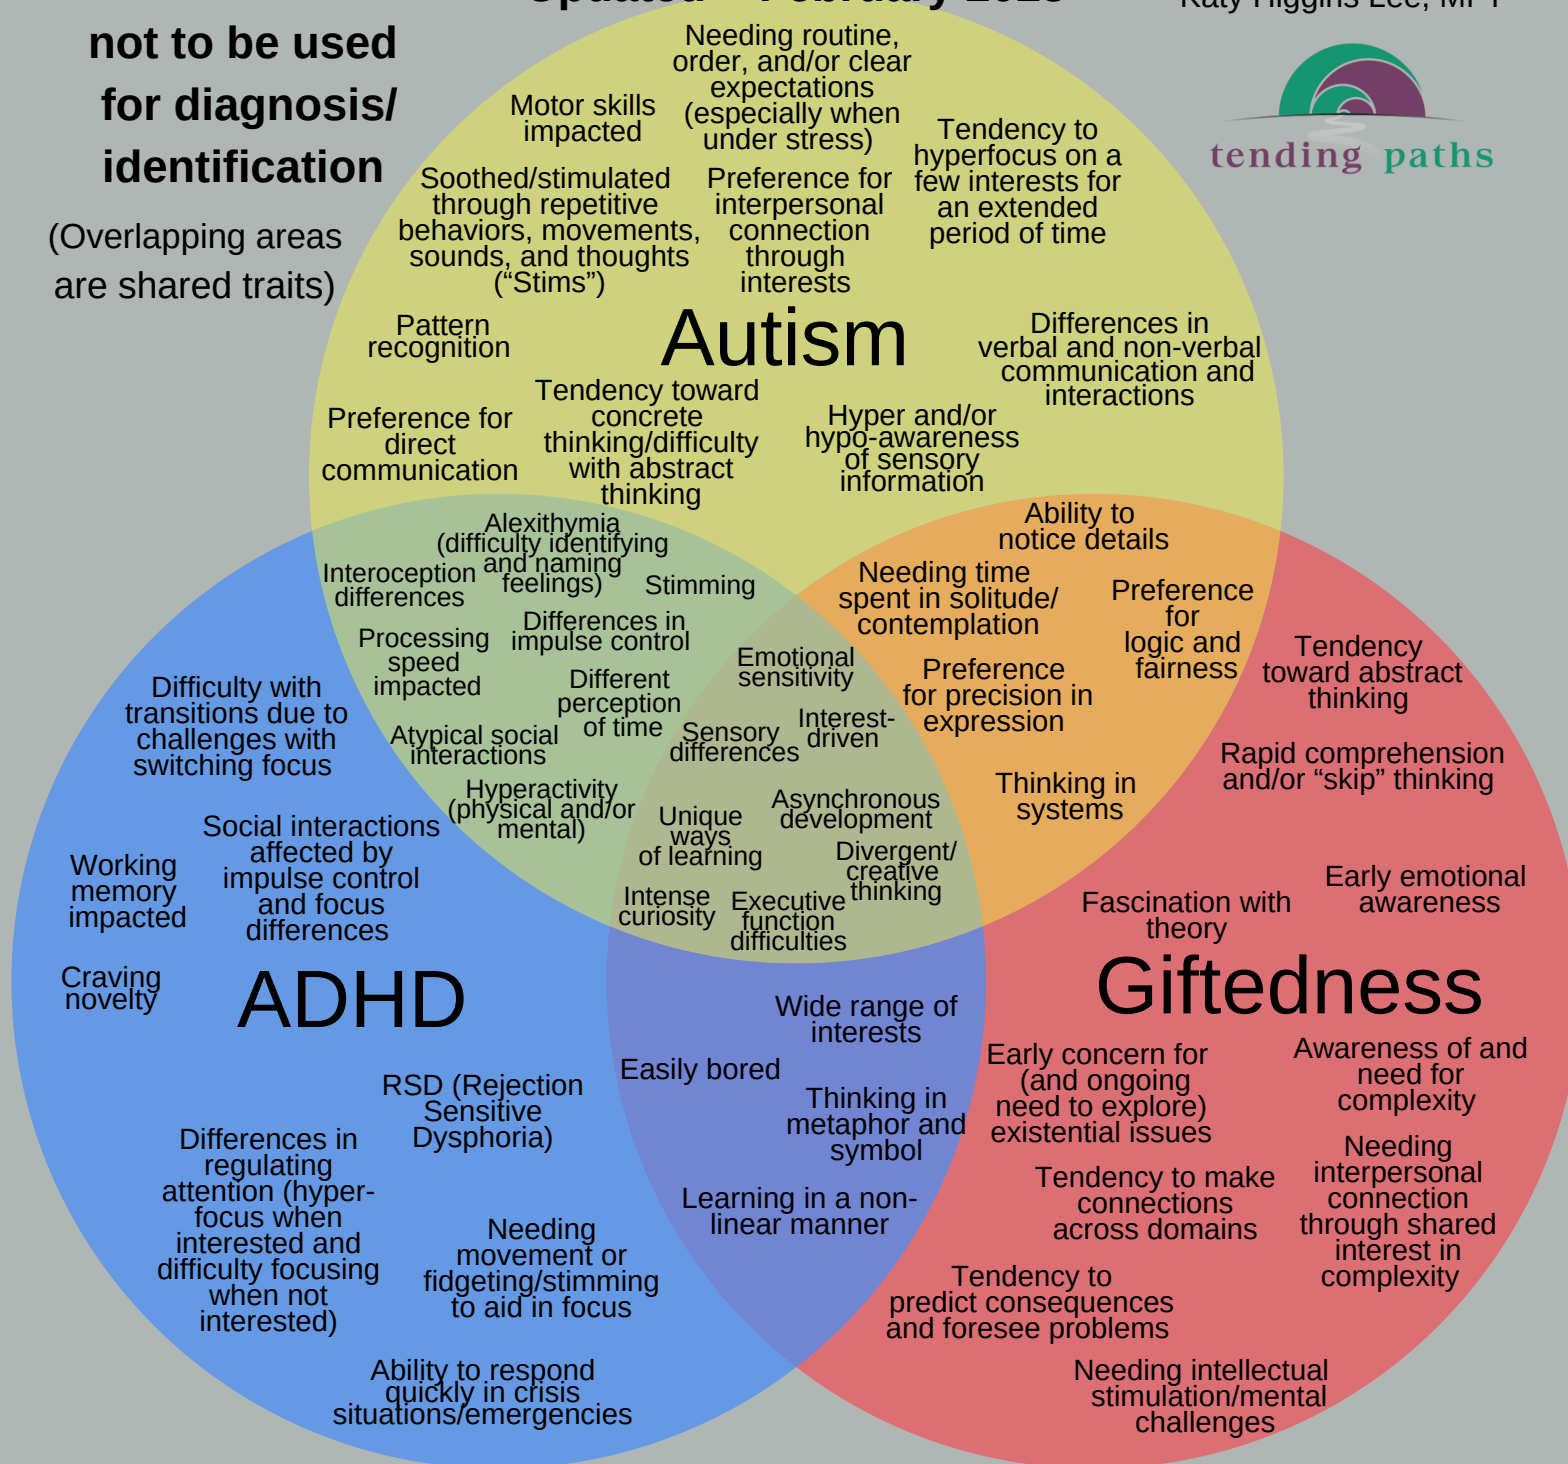 Updated - February 2023
Katy Higgins Lee, MFT
not to be used
for diagnosis/
identification
(Overlapping areas
are shared traits)
tending paths
Needing routine,
order, and/or clear
expectations
(especially when
under stress)
Motor skills
impacted
Tendency to
hyperfocus on a
few interests for
an extended
period of time
Soothed/stimulated
through repetitive
behaviors, movements,
sounds, and thoughts
(“Stims”)
Preference for
interpersonal
connection
through
interests
Pattern
recognition
Autism
Differences in
verbal and non-verbal
communication and
interactions
Preference for
direct
communication
Tendency toward
concrete
thinking/difficulty
with abstract
thinking
Hyper and/or
hypo-awareness
of sensory
information
Alexithymia
(difficulty identifying
and naming
feelings)
Interoception
differences
Stimming
Differences in
impulse control
Processing
speed
impacted
Different
perception
of time
Atypical social
interactions
Hyperactivity
(physical and/or
mental)
Ability to
notice details
Needing time
spent in solitude/
contemplation
Preference
for
logic and
fairness
Preference
for precision in
expression
Thinking in
systems
Emotional
sensitivity
Sensory
differences
Interest-
driven
Unique
ways
of learning
Asynchronous
development
Divergent/
creative
thinking
Intense
curiosity
Executive
function
difficulties
Difficulty with
transitions due to
challenges with
switching focus
Social interactions
affected by
impulse control
and focus
differences
Working
memory
impacted
Craving
novelty
ADHD
RSD (Rejection
Sensitive
Dysphoria)
Differences in
regulating
attention (hyper-
focus when
interested and
difficulty focusing
when not
interested)
Needing
movement or
fidgeting/stimming
to aid in focus
Ability to respond
quickly in crisis
situations/emergencies
Wide range of
interests
Easily bored
Thinking in
metaphor and
symbol
Learning in a non-
linear manner
Tendency
toward abstract
thinking
Rapid comprehension
and/or “skip” thinking
Early emotional
awareness
Fascination with
theory
Giftedness
Early concern for
(and ongoing
need to explore)
existential issues
Awareness of and
need for
complexity
Tendency to make
connections
across domains
Needing
interpersonal
connection
through shared
interest in
complexity
Tendency to
predict consequences
and foresee problems
Needing intellectual
stimulation/mental
challenges